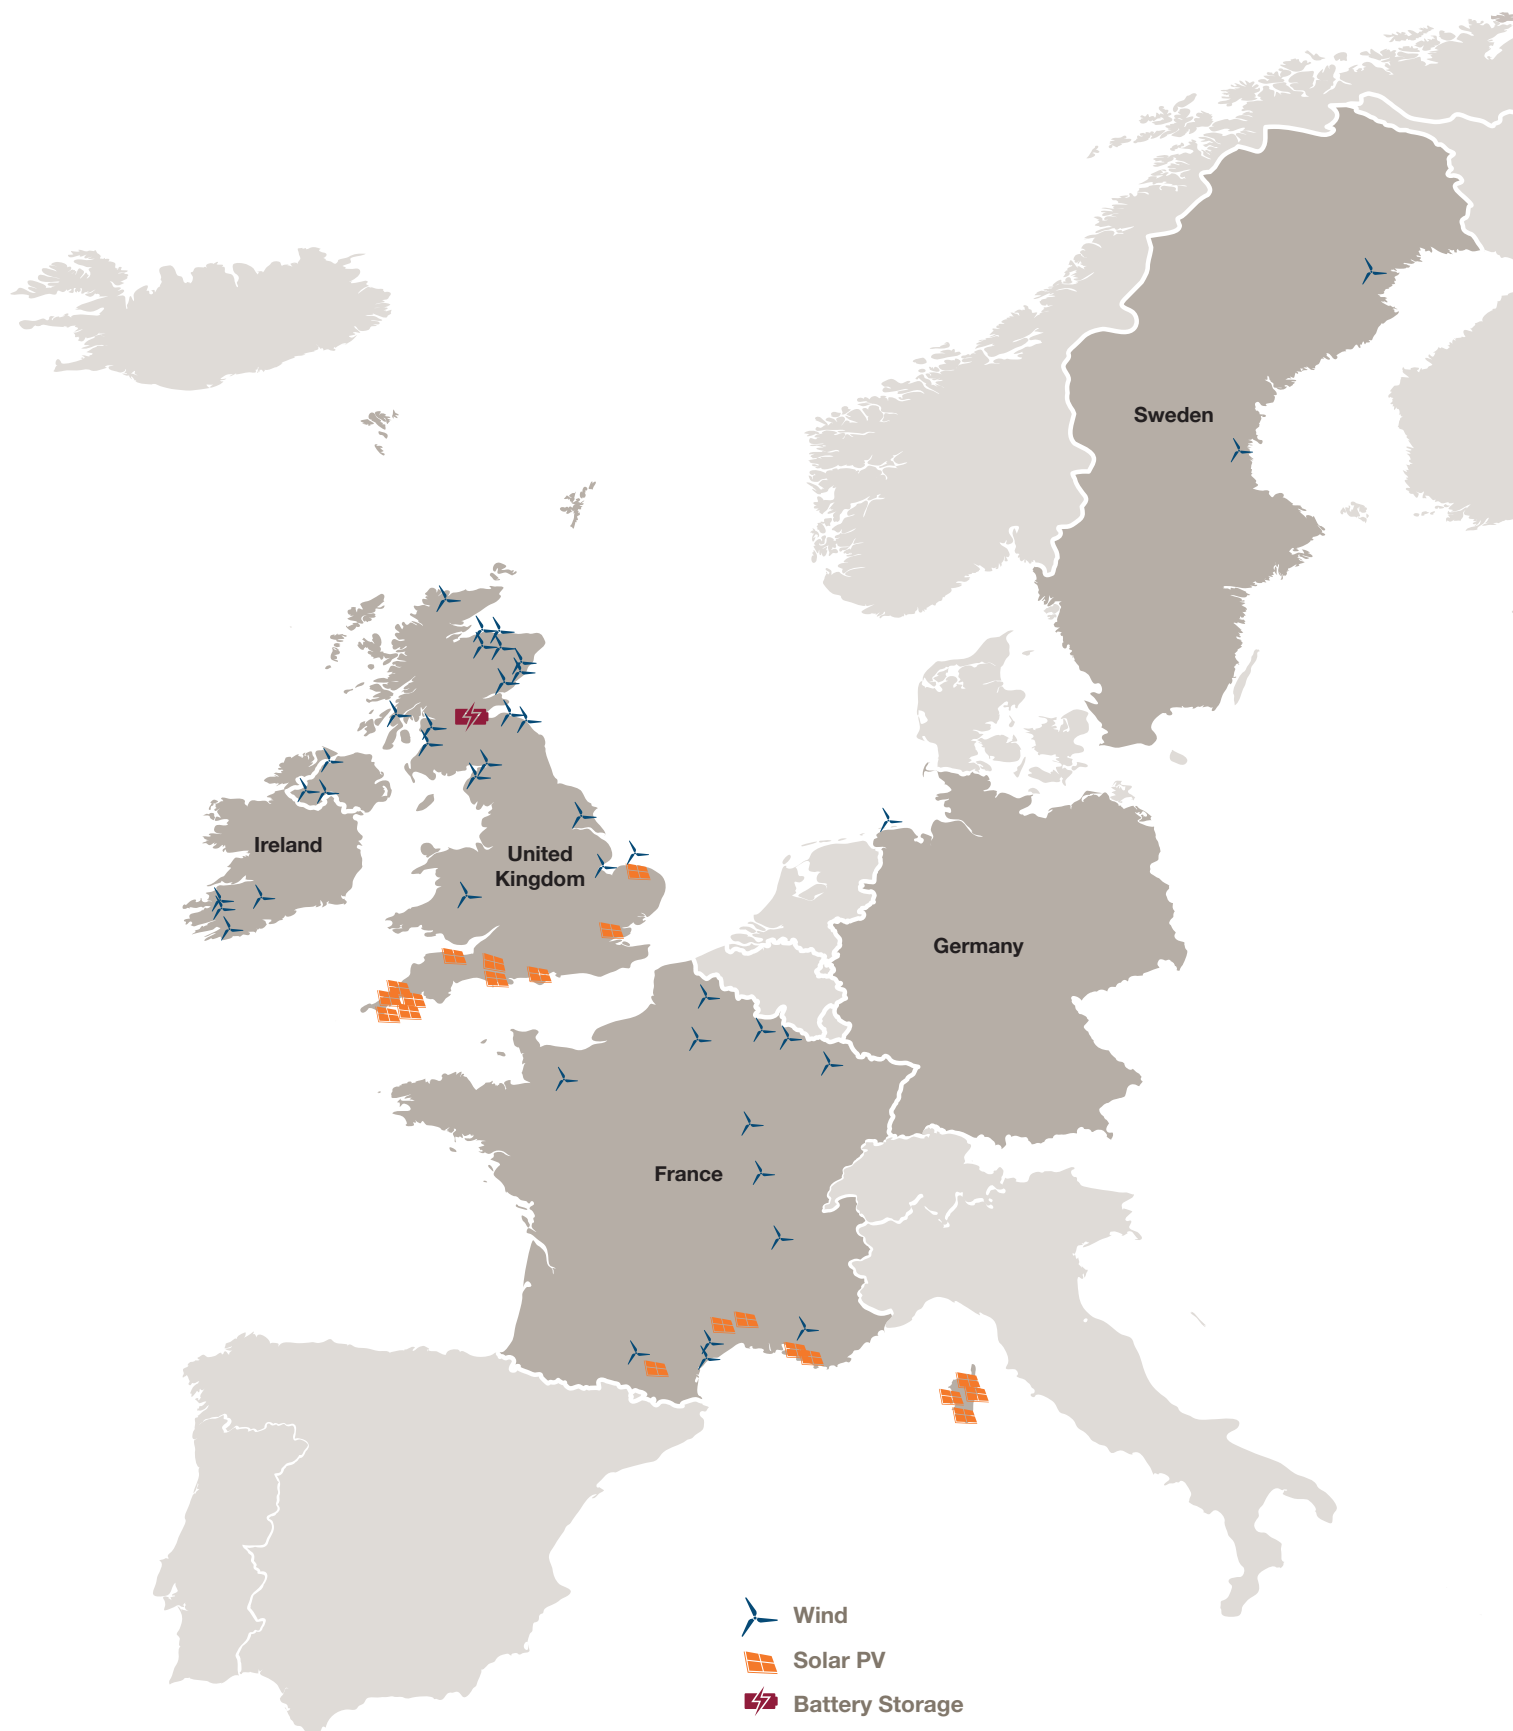 Sweden
Ireland
United
Kingdom
Germany
France
Wind
Solar PV
Battery Storage